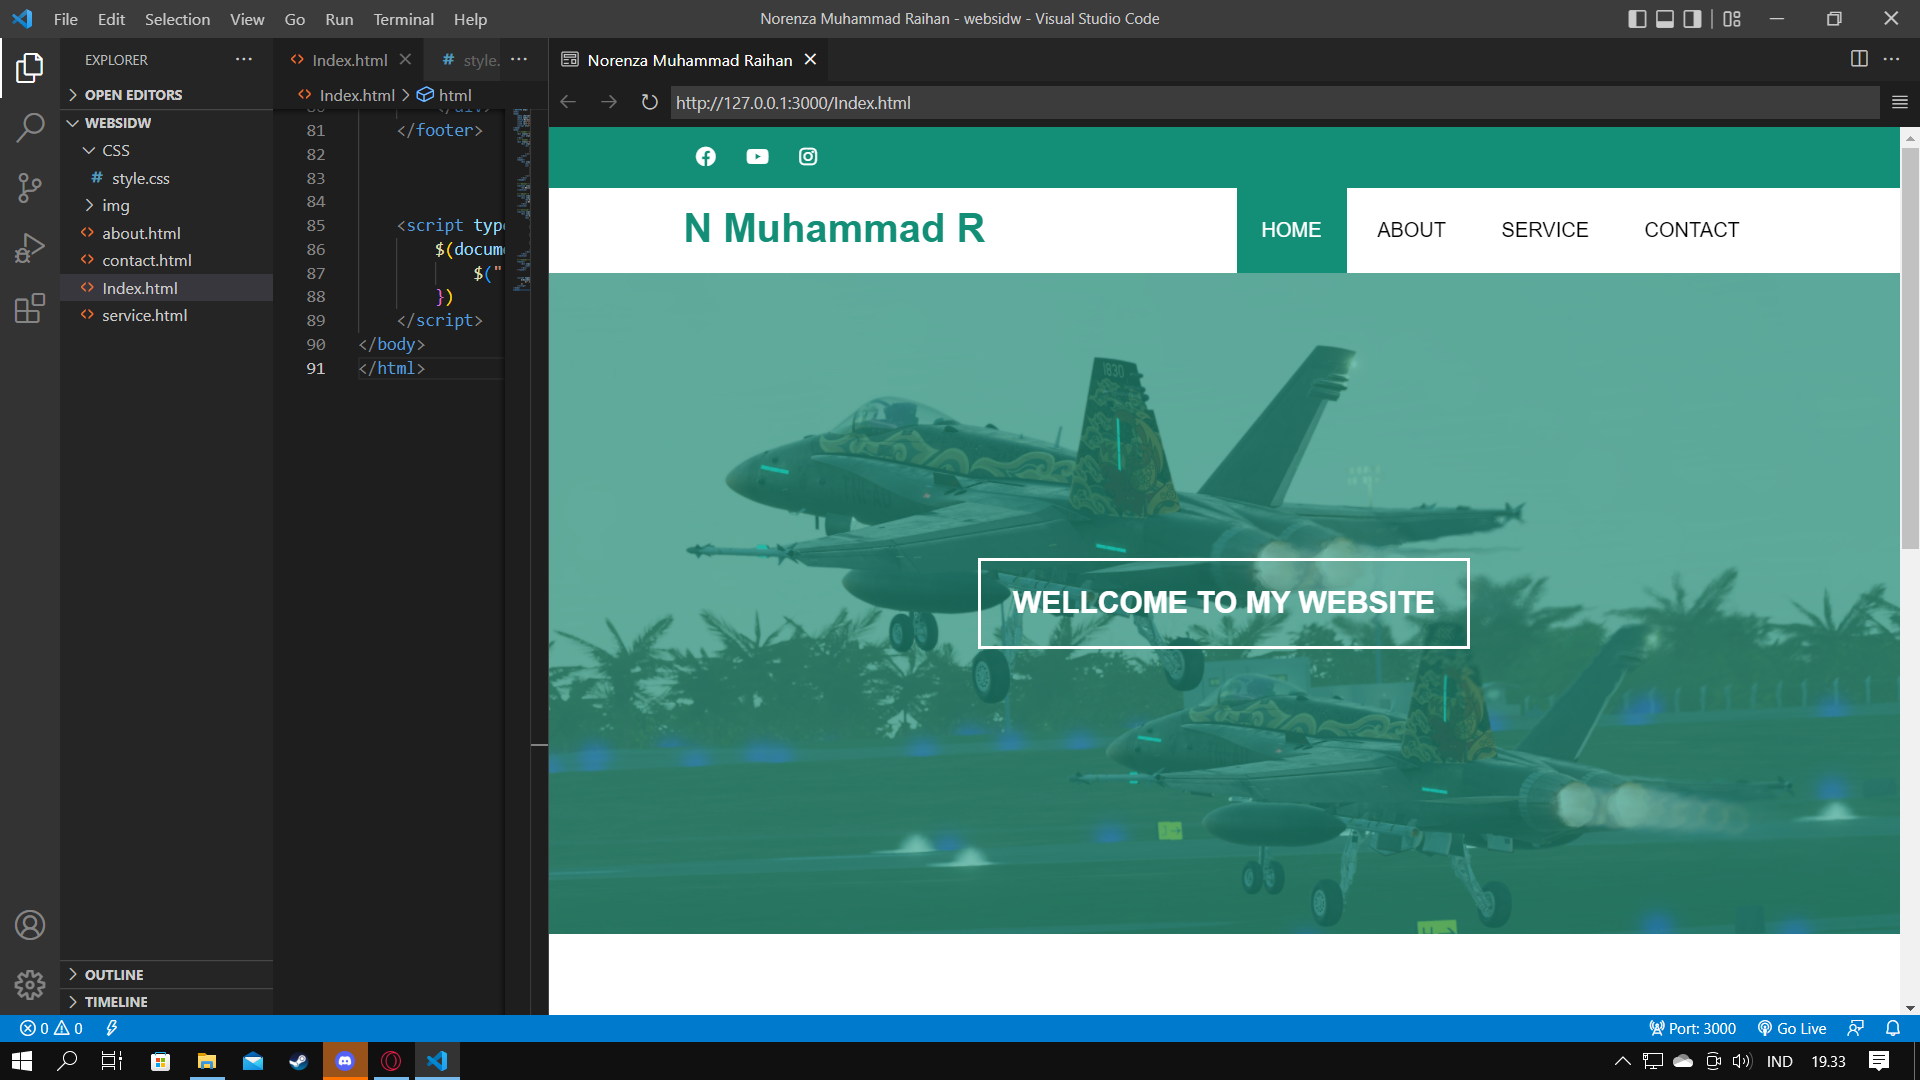 File Edit Selection View Go Run Terminal Help
Norenza Muhammad Raihan - websidw - Visual Studio Code
EXPLORER
OPEN EDITORS
WEBSIDW
CSS
# style.css
img
<> about.html
<> contact.html
<> Index.html
<> service.html
OUTLINE
TIMELINE
<> Index.html
# style.
<> Index.html > html
81 </footer>
82
83
84
85 <script type
86 $(docum
87 $("
88 })
89 </script>
90 </body>
91 </html>
Norenza Muhammad Raihan
http://127.0.0.1:3000/Index.html
N Muhammad R
HOME ABOUT SERVICE CONTACT
1830
WELLCOME TO MY WEBSITE
0 0
Port: 3000 Go Live
IND 19.33